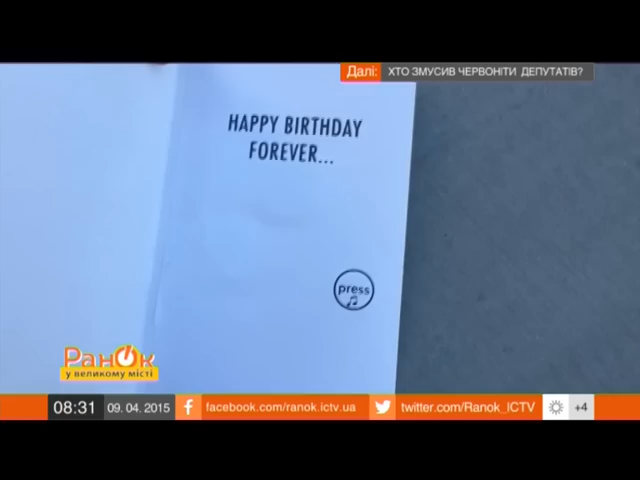 Далі: ХТО ЗМУСИВ ЧЕРВОНІТИ ДЕПУТАТІВ?
HAPPY BIRTHDAY
FOREVER...
press
Ранок
у великому місті
08:31 09. 04. 2015 facebook.com/ranok.ictv.ua twitter.com/Ranok_ICTV +4